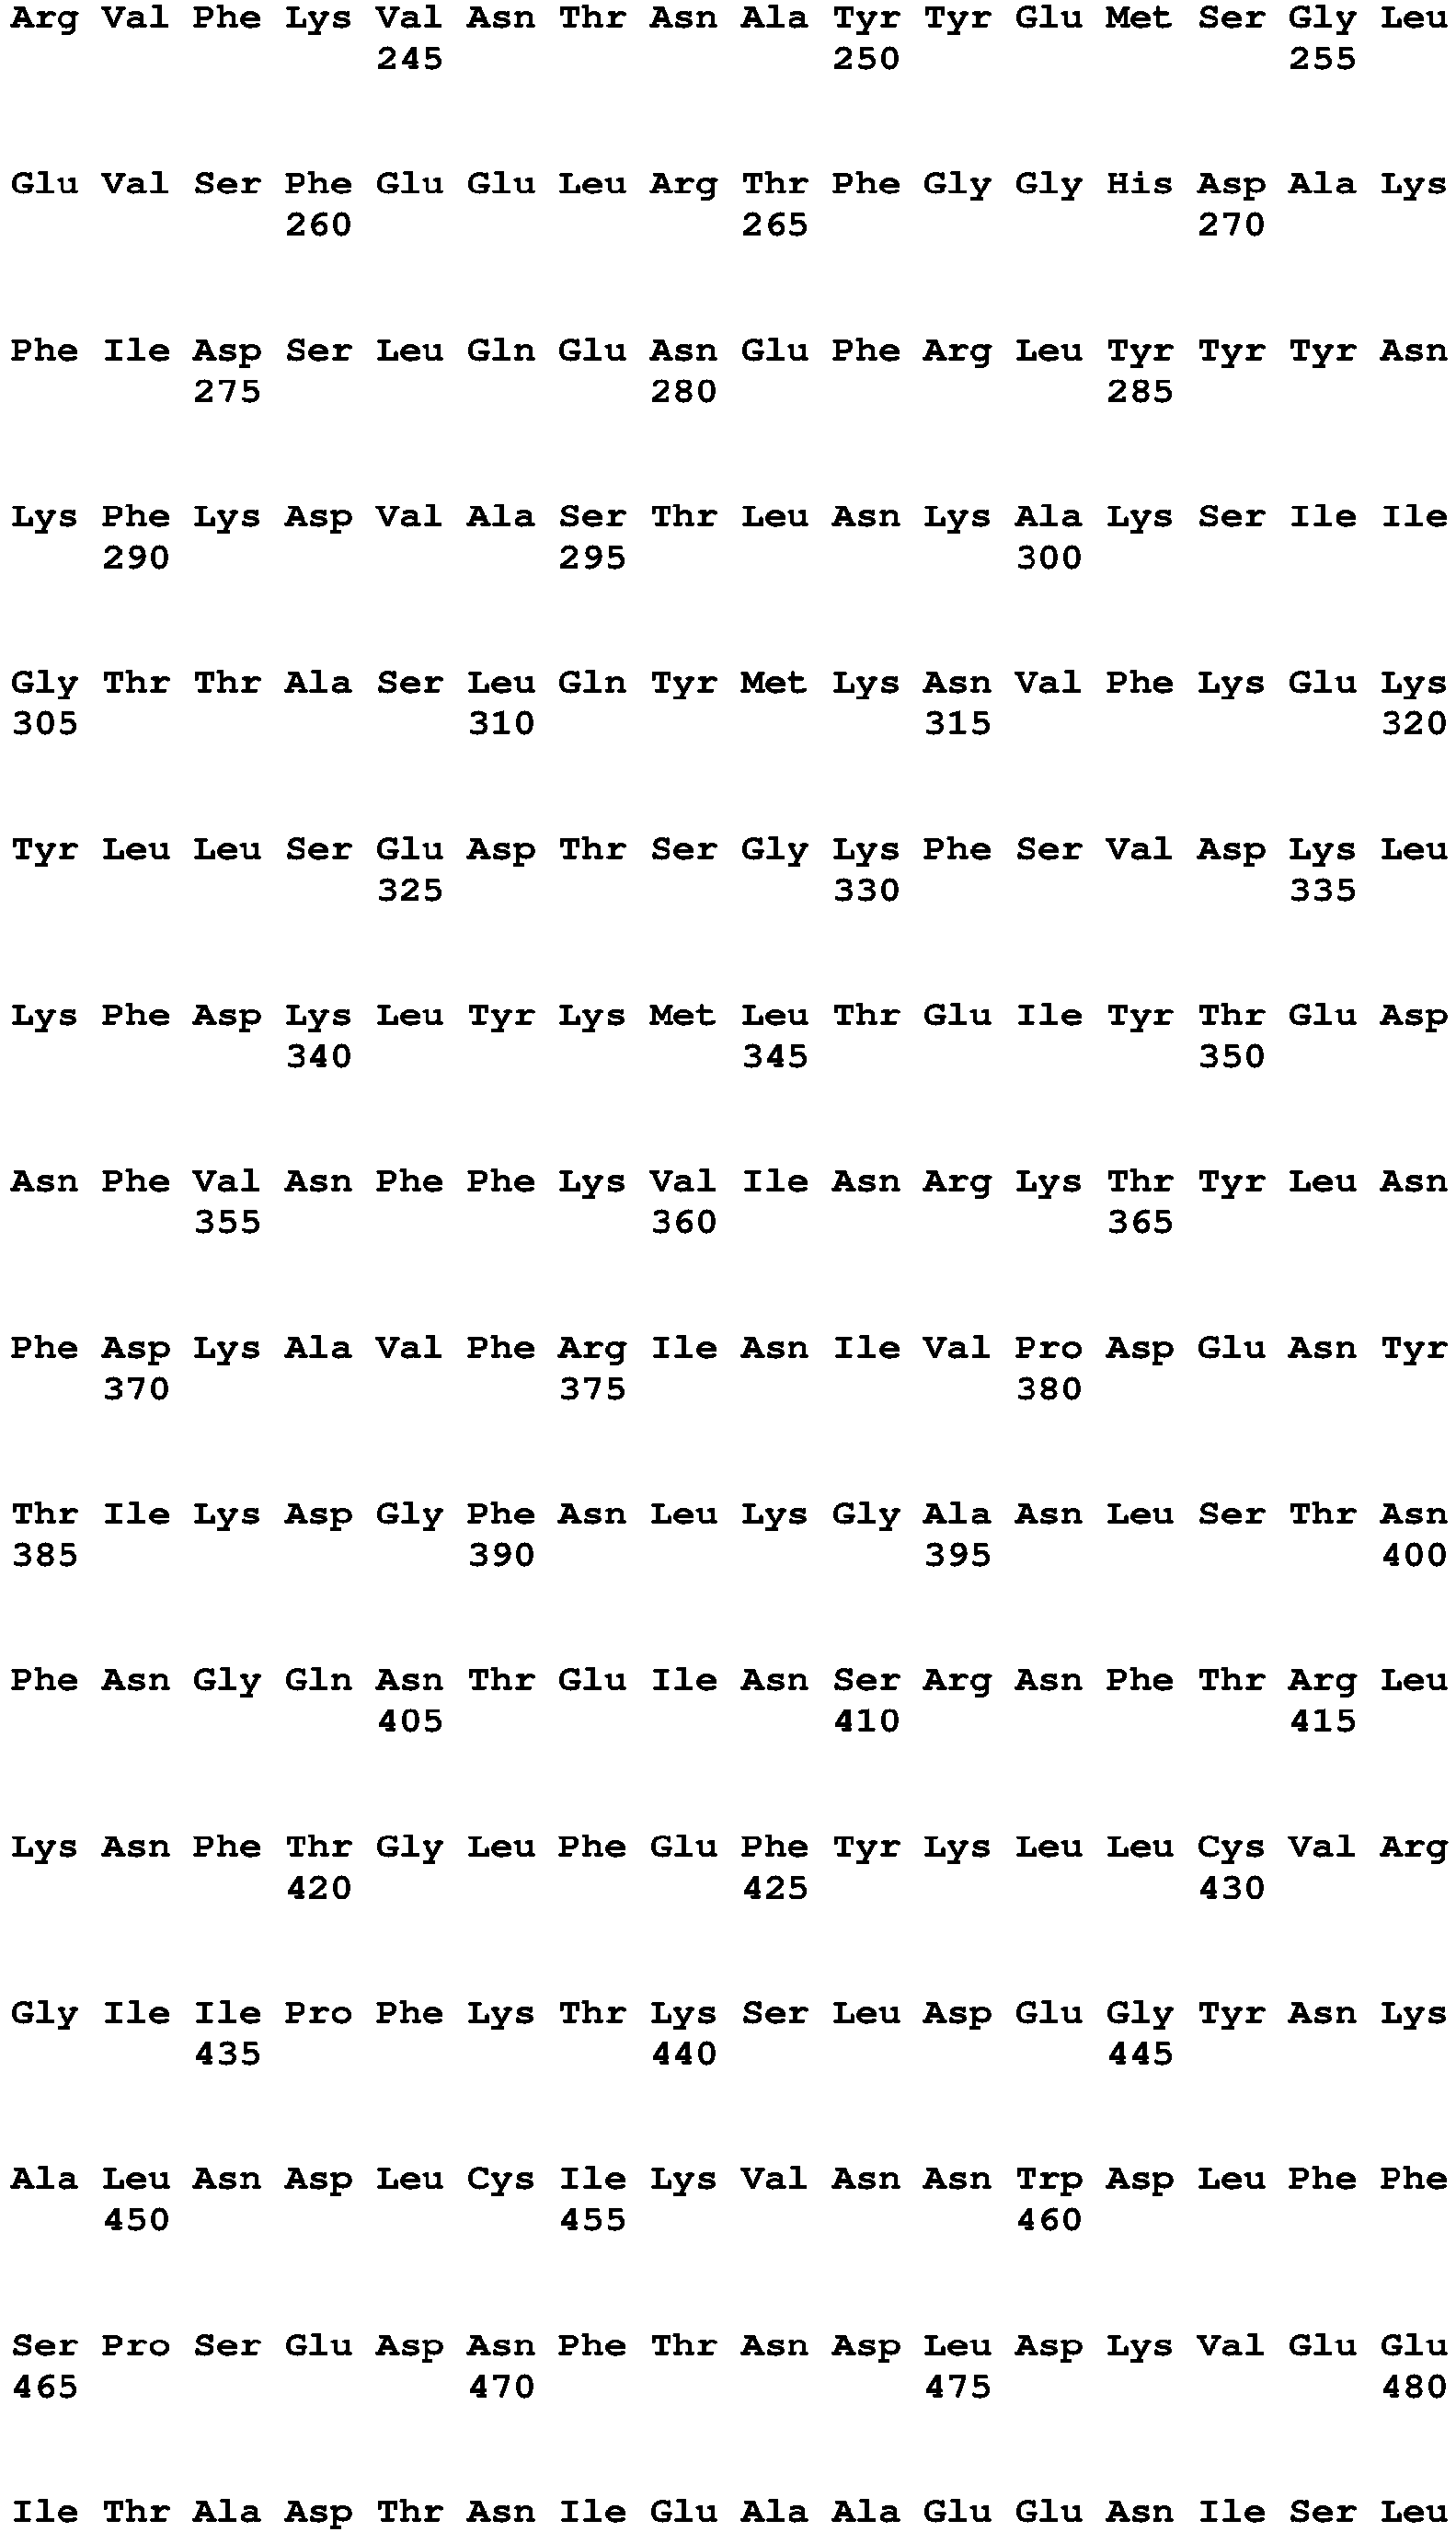 Arg Val Phe Lys Val Asn Thr Asn Ala Tyr Tyr Glu Met Ser Gly Leu
245 250 255
Glu Val Ser Phe Glu Glu Leu Arg Thr Phe Gly Gly His Asp Ala Lys
260 265 270
Phe Ile Asp Ser Leu Gln Glu Asn Glu Phe Arg Leu Tyr Tyr Tyr Asn
275 280 285
Lys Phe Lys Asp Val Ala Ser Thr Leu Asn Lys Ala Lys Ser Ile Ile
290 295 300
Gly Thr Thr Ala Ser Leu Gln Tyr Met Lys Asn Val Phe Lys Glu Lys
305 310 315 320
Tyr Leu Leu Ser Glu Asp Thr Ser Gly Lys Phe Ser Val Asp Lys Leu
325 330 335
Lys Phe Asp Lys Leu Tyr Lys Met Leu Thr Glu Ile Tyr Thr Glu Asp
340 345 350
Asn Phe Val Asn Phe Phe Lys Val Ile Asn Arg Lys Thr Tyr Leu Asn
355 360 365
Phe Asp Lys Ala Val Phe Arg Ile Asn Ile Val Pro Asp Glu Asn Tyr
370 375 380
Thr Ile Lys Asp Gly Phe Asn Leu Lys Gly Ala Asn Leu Ser Thr Asn
385 390 395 400
Phe Asn Gly Gln Asn Thr Glu Ile Asn Ser Arg Asn Phe Thr Arg Leu
405 410 415
Lys Asn Phe Thr Gly Leu Phe Glu Phe Tyr Lys Leu Leu Cys Val Arg
420 425 430
Gly Ile Ile Pro Phe Lys Thr Lys Ser Leu Asp Glu Gly Tyr Asn Lys
435 440 445
Ala Leu Asn Asp Leu Cys Ile Lys Val Asn Asn Trp Asp Leu Phe Phe
450 455 460
Ser Pro Ser Glu Asp Asn Phe Thr Asn Asp Leu Asp Lys Val Glu Glu
465 470 475 480
Ile Thr Ala Asp Thr Asn Ile Glu Ala Ala Glu Glu Asn Ile Ser Leu